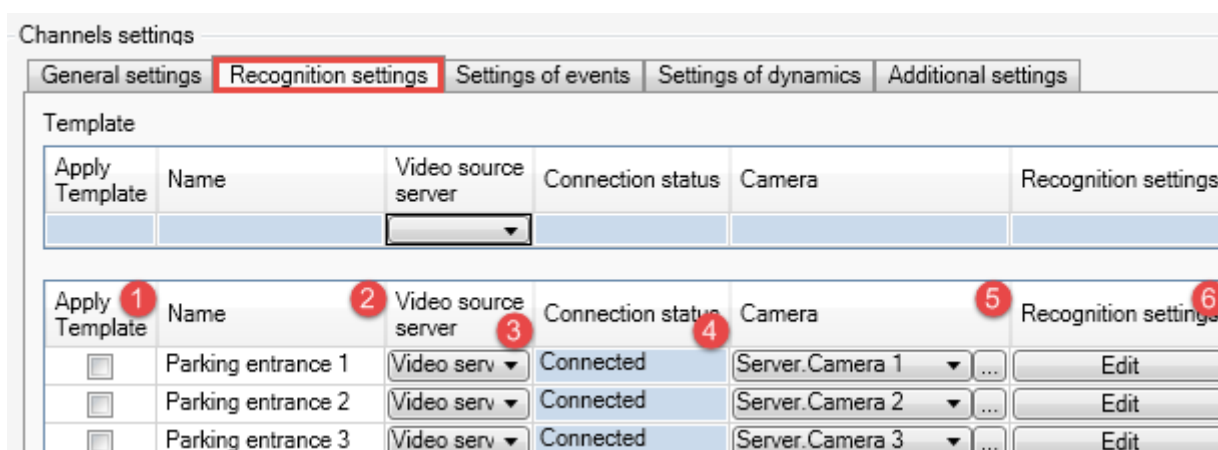 Channels settings
General settings Recognition settings Settings of events Settings of dynamics Additional settings
Template
Apply Template Name Video source server Connection status Camera Recognition settings
Apply Template 1 Name 2 Video source server 3 Connection status 4 Camera 5 Recognition settings 6
Parking entrance 1 Video serv Connected Server.Camera 1 ... Edit
Parking entrance 2 Video serv Connected Server.Camera 2 ... Edit
Parking entrance 3 Video serv Connected Server.Camera 3 ... Edit